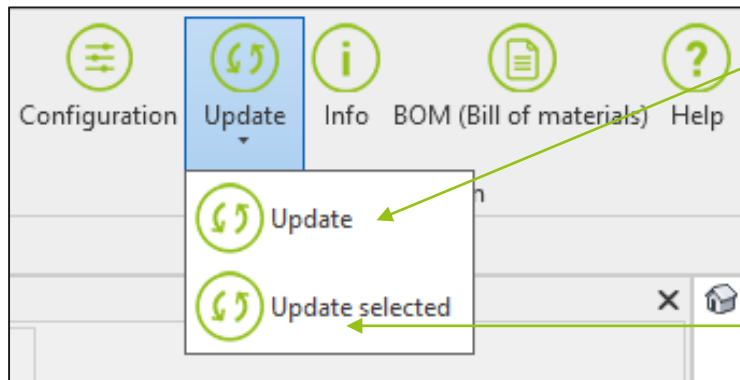 Configuration Update Info BOM (Bill of materials) Help
n
Update
Update selected